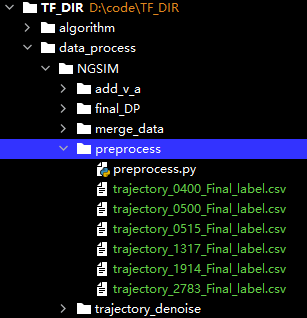 TF_DIR D:\code\TF_DIR
algorithm
data_process
NGSIM
add_v_a
final_DP
merge_data
preprocess
preprocess.py
trajectory_0400_Final_label.csv
trajectory_0500_Final_label.csv
trajectory_0515_Final_label.csv
trajectory_1317_Final_label.csv
trajectory_1914_Final_label.csv
trajectory_2783_Final_label.csv
trajectory_denoise